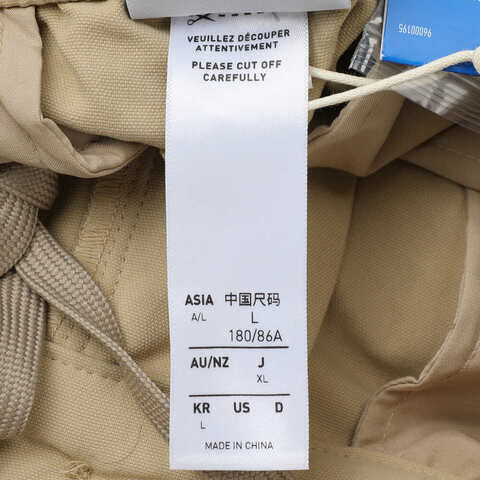 VEUILLEZ DÉCOUPER
ATTENTIVEMENT
PLEASE CUT OFF
CAREFULLY
ASIA 中国尺码
A/L L
180/86A
AU/NZ J
XL
KR US D
L
MADE IN CHINA
96000195